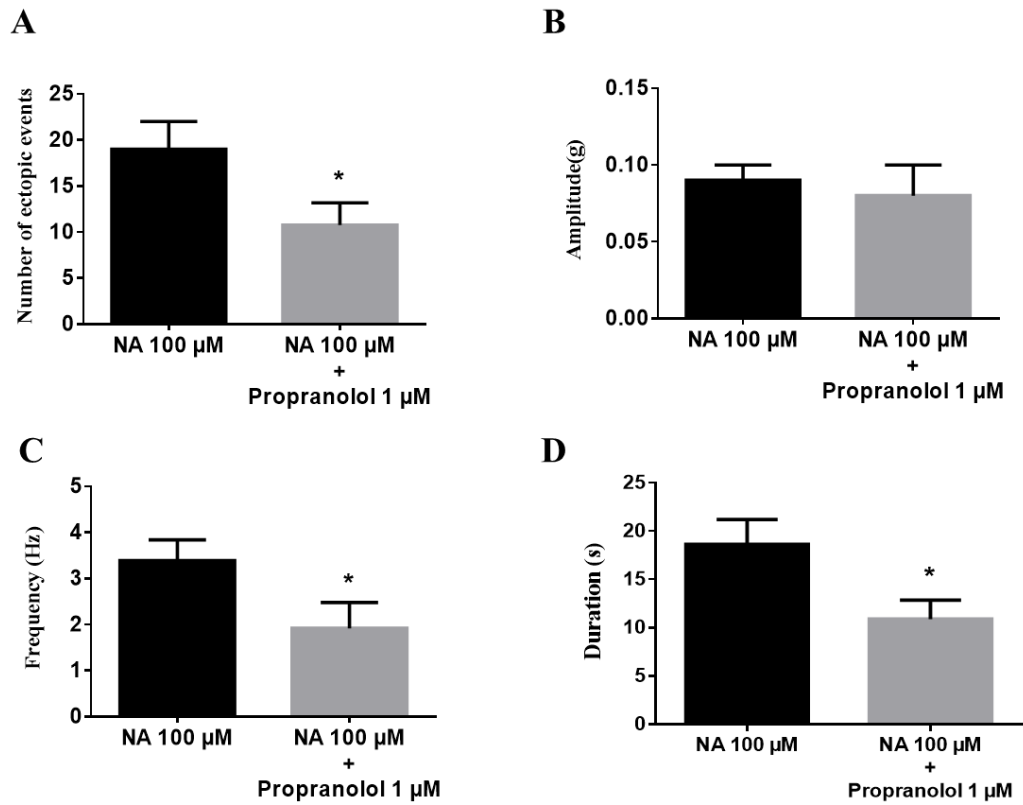 A
Number of ectopic events
25
20
15
10
5
0
*
NA 100 µM
NA 100 µM
+
Propranolol 1 µM
B
Amplitude(g)
0.15
0.10
0.05
0.00
NA 100 µM
NA 100 µM
+
Propranolol 1 µM
C
Frequency (Hz)
5
4
3
2
1
0
*
NA 100 µM
NA 100 µM
+
Propranolol 1 µM
D
Duration (s)
25
20
15
10
5
0
*
NA 100 µM
NA 100 µM
+
Propranolol 1 µM